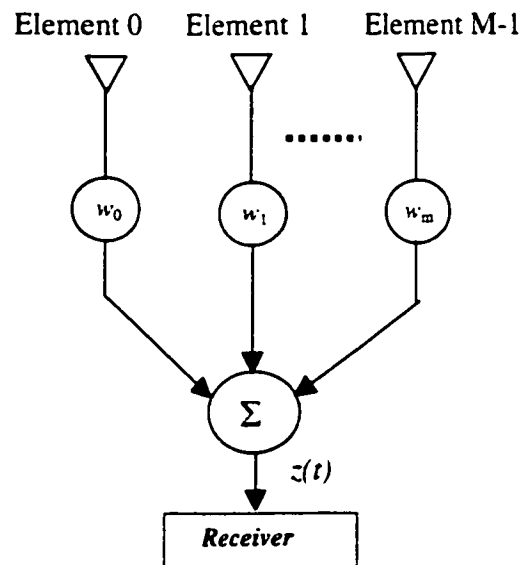 Element 0 Element 1 Element M-1
w₀ w₁ wₘ
Σ
z(t)
Receiver